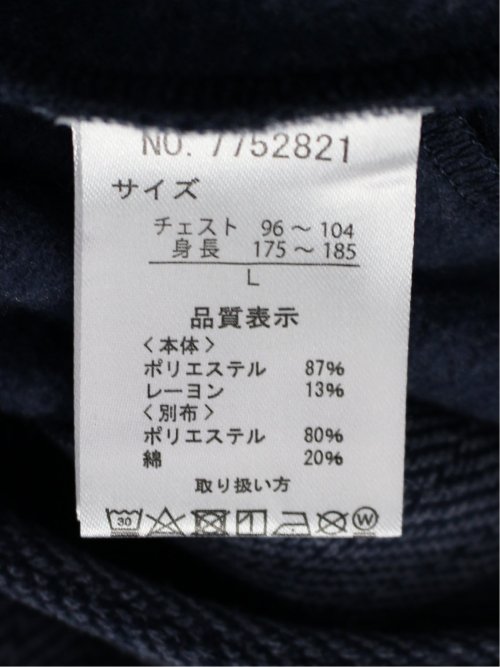 NO. 7752821
サイズ
チェスト 96 ～ 104
身長 175 ～ 185
L
品質表示
＜本体＞
ポリエステル 87%
レーヨン 13%
＜別布＞
ポリエステル 80%
綿 20%
取り扱い方
30 W